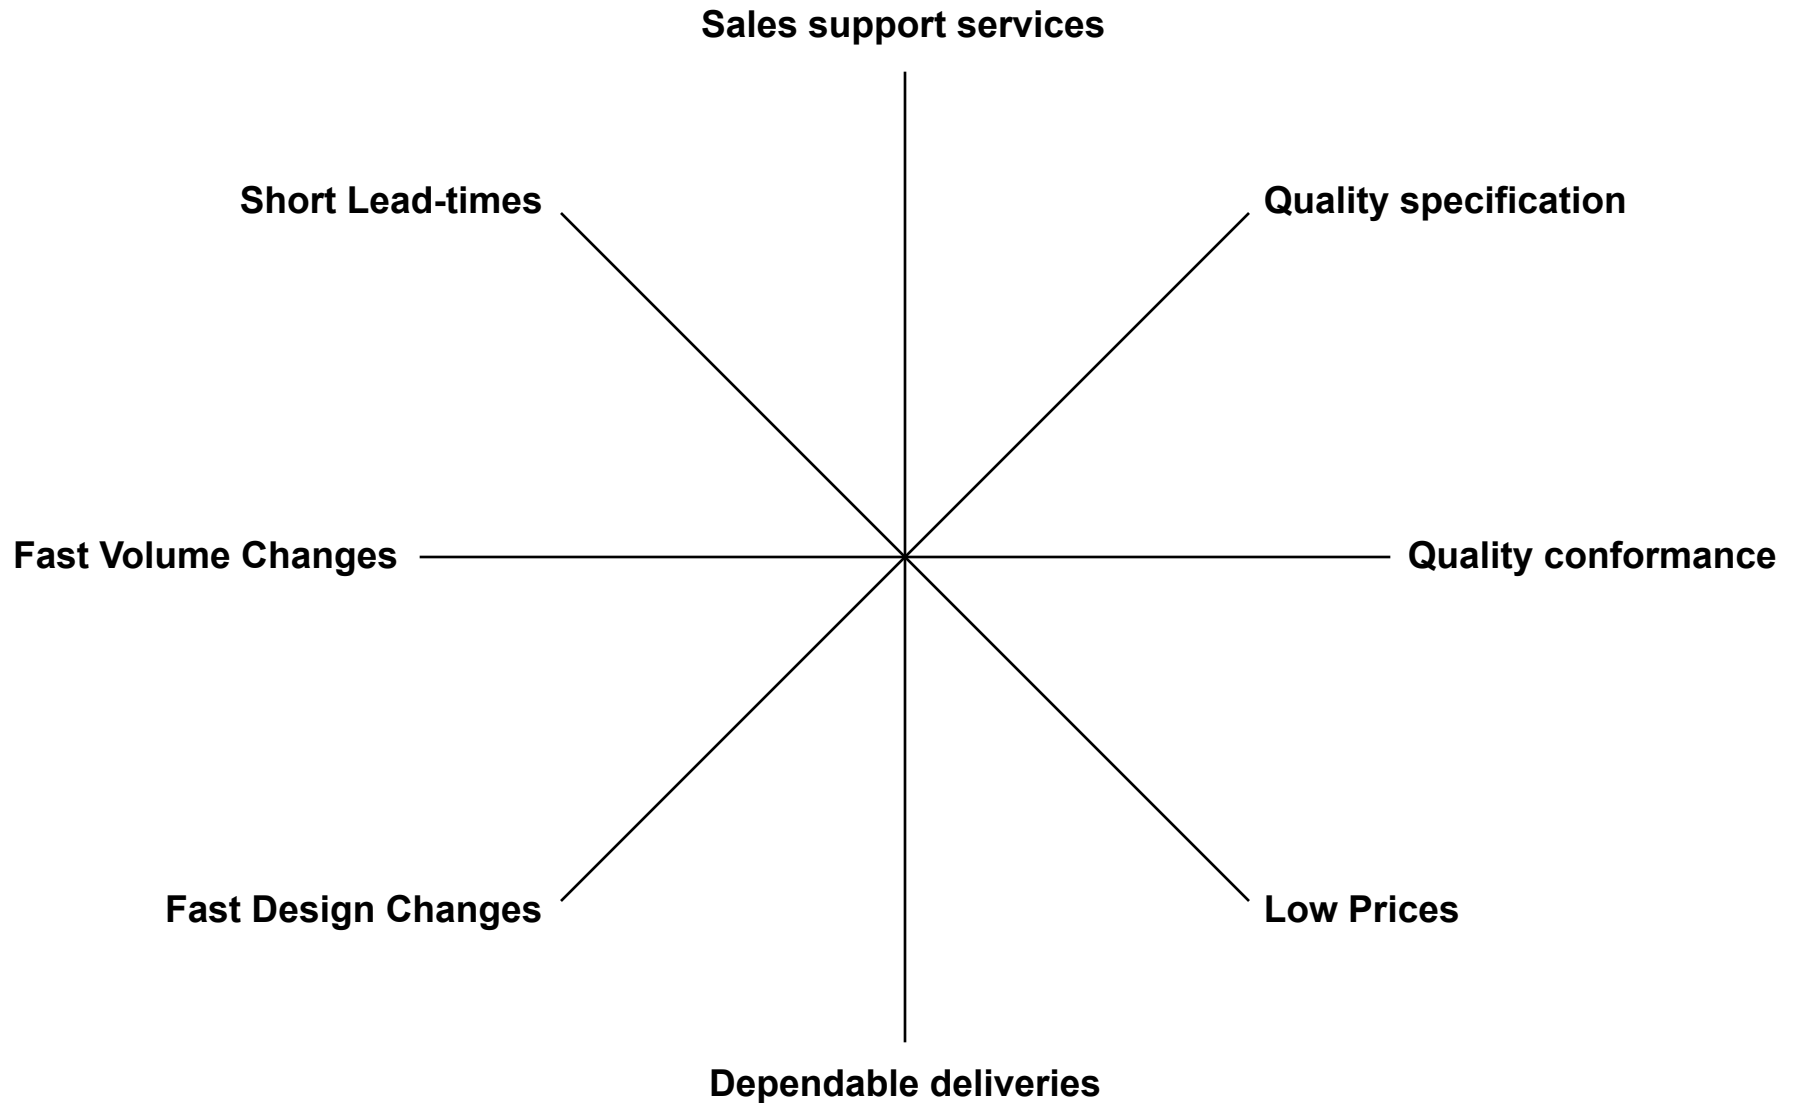 Sales support services
Short Lead-times
Quality specification
Fast Volume Changes
Quality conformance
Fast Design Changes
Low Prices
Dependable deliveries